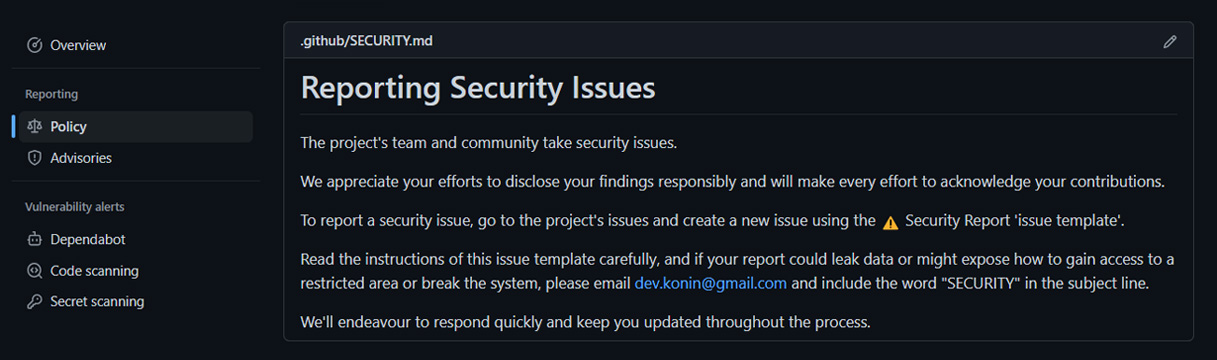 Overview
Reporting
Policy
Advisories
Vulnerability alerts
Dependabot
Code scanning
Secret scanning
.github/SECURITY.md
Reporting Security Issues
The project's team and community take security issues.
We appreciate your efforts to disclose your findings responsibly and will make every effort to acknowledge your contributions.
To report a security issue, go to the project's issues and create a new issue using the ⚠️ Security Report 'issue template'.
Read the instructions of this issue template carefully, and if your report could leak data or might expose how to gain access to a
restricted area or break the system, please email dev.konin@gmail.com and include the word "SECURITY" in the subject line.
We'll endeavour to respond quickly and keep you updated throughout the process.